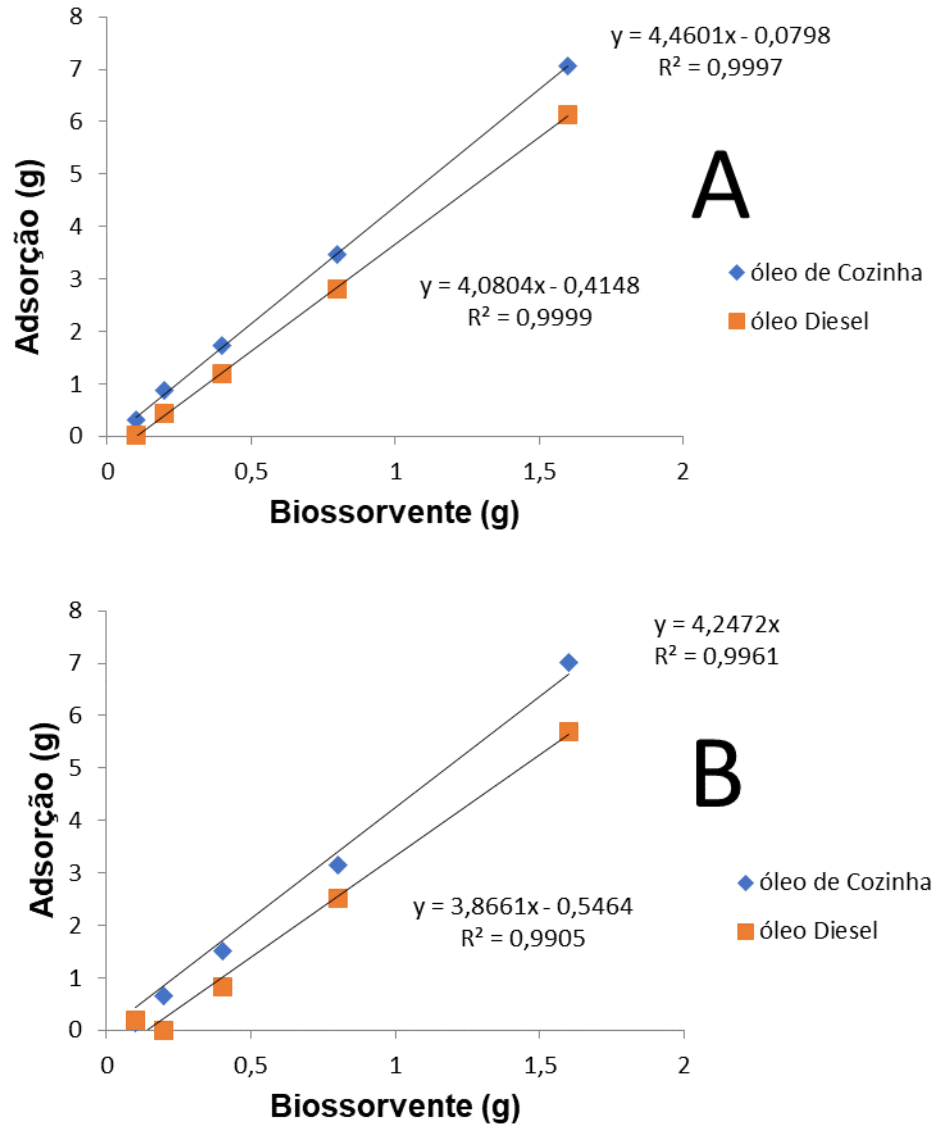 8
7
6
5
4
3
2
1
0
Adsorção (g)
y = 4,4601x - 0,0798
R² = 0,9997
A
y = 4,0804x - 0,4148
R² = 0,9999
óleo de Cozinha
óleo Diesel
0 0,5 1 1,5 2
Biossorvente (g)
8
7
6
5
4
3
2
1
0
Adsorção (g)
y = 4,2472x
R² = 0,9961
B
y = 3,8661x - 0,5464
R² = 0,9905
óleo de Cozinha
óleo Diesel
0 0,5 1 1,5 2
Biossorvente (g)